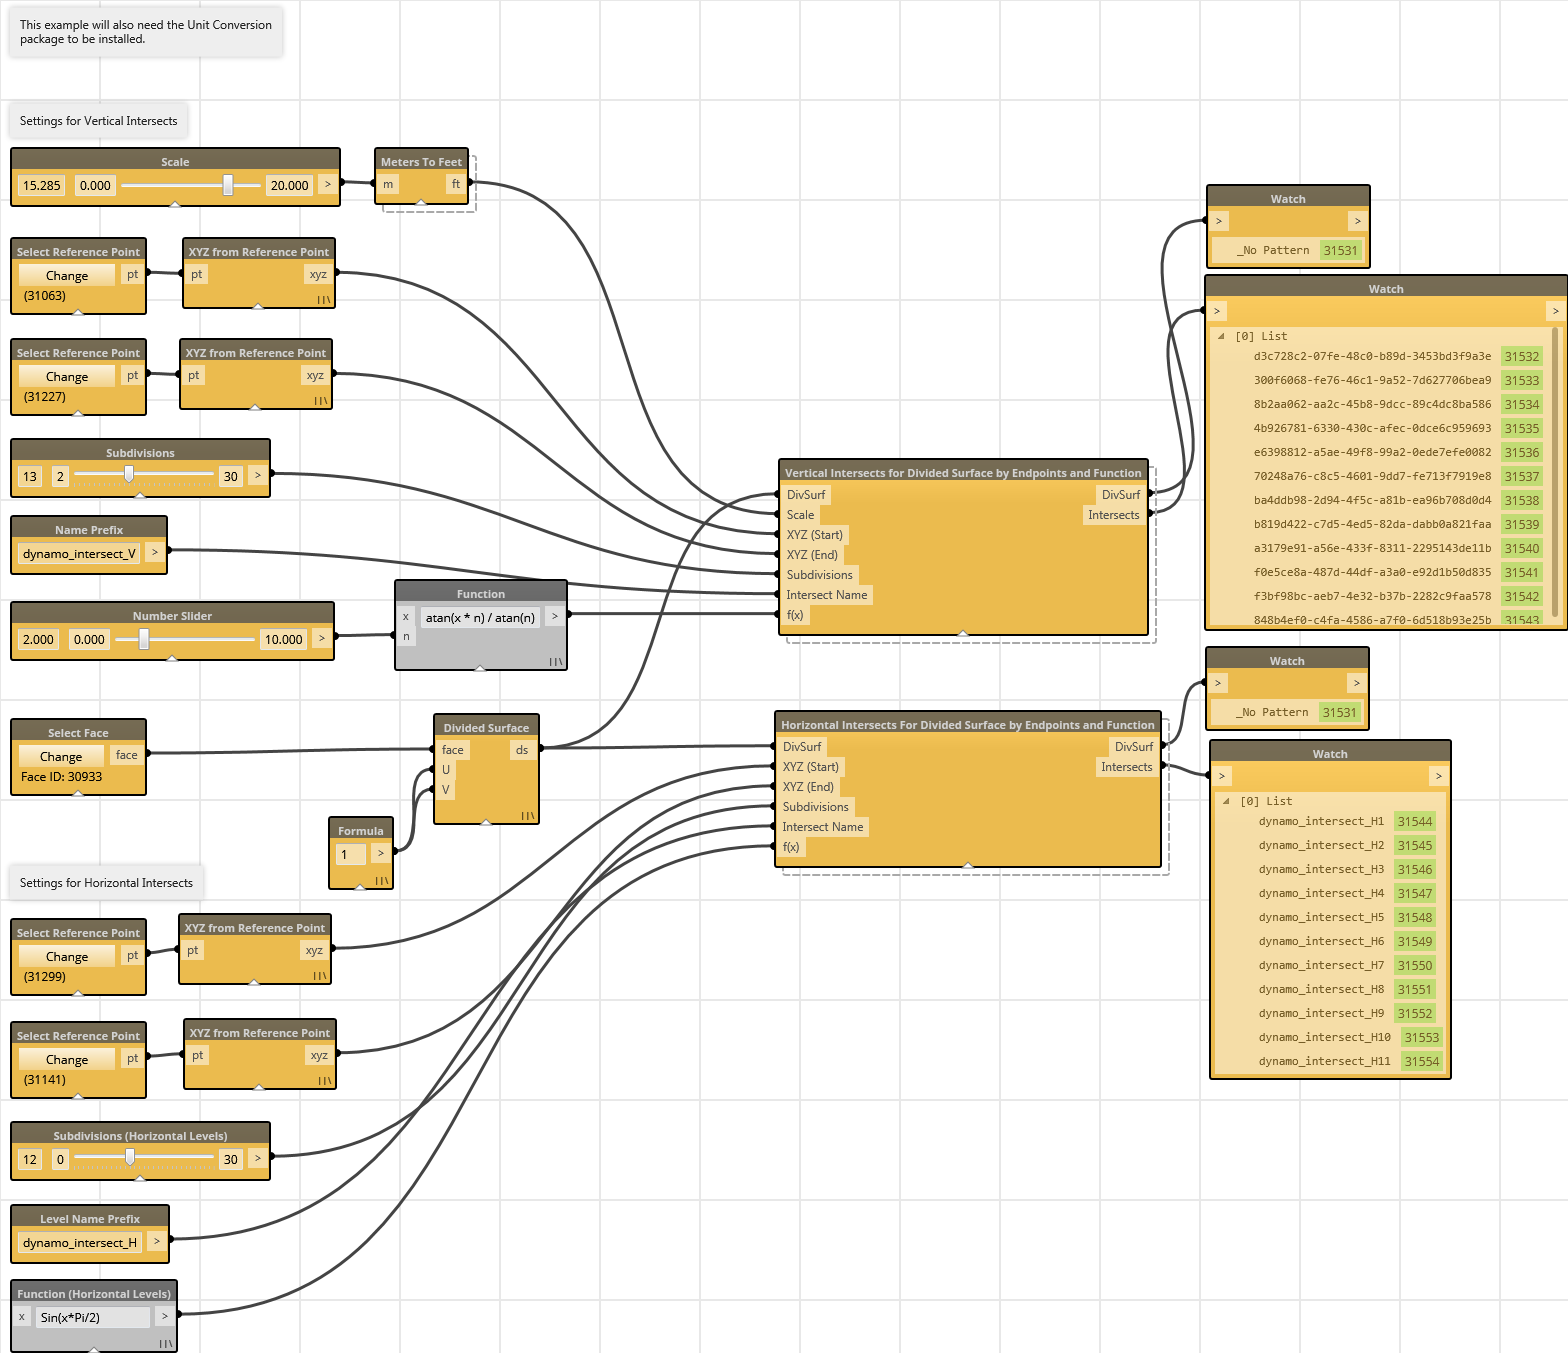 This example will also need the Unit Conversion
package to be installed.
Settings for Vertical Intersects
Scale
15.285 0.000 20.000 >
Meters To Feet
m ft
Select Reference Point
Change pt
(31063)
XYZ from Reference Point
pt xyz
Select Reference Point
Change pt
(31227)
XYZ from Reference Point
pt xyz
Subdivisions
13 2 30 >
Name Prefix
dynamo_intersect_V >
Number Slider
2.000 0.000 10.000 >
Function
x atan(x * n) / atan(n) >
n
Vertical Intersects for Divided Surface by Endpoints and Function
DivSurf DivSurf
Scale Intersects
XYZ (Start)
XYZ (End)
Subdivisions
Intersect Name
f(x)
Watch
> >
_No Pattern 31531
Watch
> >
[0] List
d3c728c2-07fe-48c0-b89d-3453bd3f9a3e 31532
300f6068-fe76-46c1-9a52-7d627706bea9 31533
8b2aa062-aa2c-45b8-9dcc-89c4dc8ba586 31534
4b926781-6330-430c-afec-0dce6c959693 31535
e6398812-a5ae-49f8-99a2-0ede7efe0082 31536
70248a76-c8c5-4601-9dd7-fe713f7919e8 31537
ba4ddb98-2d94-4f5c-a81b-ea96b708d0d4 31538
b819d422-c7d5-4ed5-82da-dabb0a821faa 31539
a3179e91-a56e-433f-8311-2295143de11b 31540
f0e5ce8a-487d-44df-a3a0-e92d1b50d835 31541
f3bf98bc-aeb7-4e32-b37b-2282c9faa578 31542
848b4ef0-c4fa-4586-a7f0-6d518b93e25b 31543
Select Face
Change face
Face ID: 30933
Divided Surface
face ds
U
V
Formula
1 >
Horizontal Intersects For Divided Surface by Endpoints and Function
DivSurf DivSurf
XYZ (Start) Intersects
XYZ (End)
Subdivisions
Intersect Name
f(x)
Watch
> >
_No Pattern 31531
Watch
> >
[0] List
dynamo_intersect_H1 31544
dynamo_intersect_H2 31545
dynamo_intersect_H3 31546
dynamo_intersect_H4 31547
dynamo_intersect_H5 31548
dynamo_intersect_H6 31549
dynamo_intersect_H7 31550
dynamo_intersect_H8 31551
dynamo_intersect_H9 31552
dynamo_intersect_H10 31553
dynamo_intersect_H11 31554
Settings for Horizontal Intersects
Select Reference Point
Change pt
(31299)
XYZ from Reference Point
pt xyz
Select Reference Point
Change pt
(31141)
XYZ from Reference Point
pt xyz
Subdivisions (Horizontal Levels)
12 0 30 >
Level Name Prefix
dynamo_intersect_H >
Function (Horizontal Levels)
x Sin(x*Pi/2) >